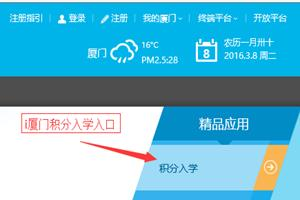 注册指引 登录 注册 我的厦门 终端平台 开放平台
厦门 16°C 8 农历一月卅十
PM2.5:28 2016.3.8 周二
i厦门积分入学入口 精品应用
积分入学